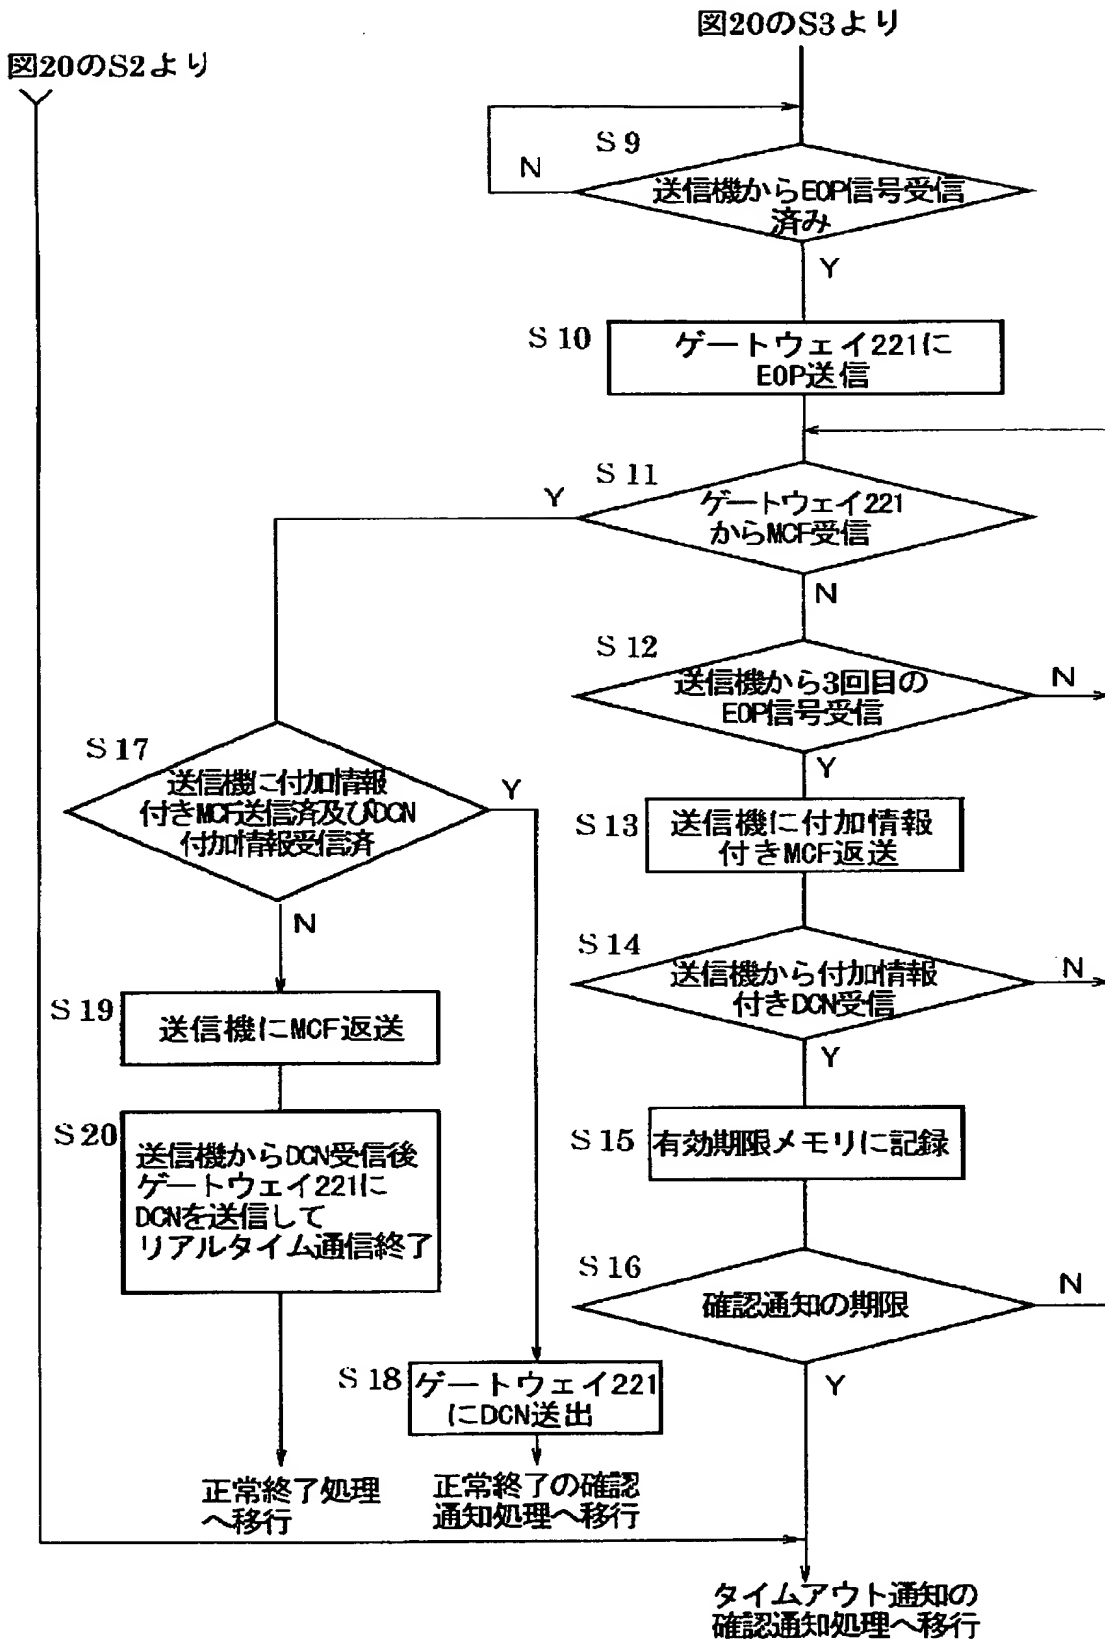 図20のS3より
図20のS2より
S9
N
送信機からEOP信号受信
済み
Y
S10
ゲートウェイ221に
EOP送信
S11
Y
ゲートウェイ221
からMCF受信
N
S12
送信機から3回目の
EOP信号受信
N
Y
S17
送信機に付加情報
付きMCF送信済及びDCN
付加情報受信済
Y
N
S13
送信機に付加情報
付きMCF返送
S14
送信機から付加情報
付きDCN受信
N
Y
S19
送信機にMCF返送
S20
送信機からDCN受信後
ゲートウェイ221に
DCNを送信して
リアルタイム通信終了
S15
有効期限メモリに記録
S16
確認通知の期限
N
Y
S18
ゲートウェイ221
にDCN送出
正常終了処理
へ移行
正常終了の確認
通知処理へ移行
タイムアウト通知の
確認通知処理へ移行